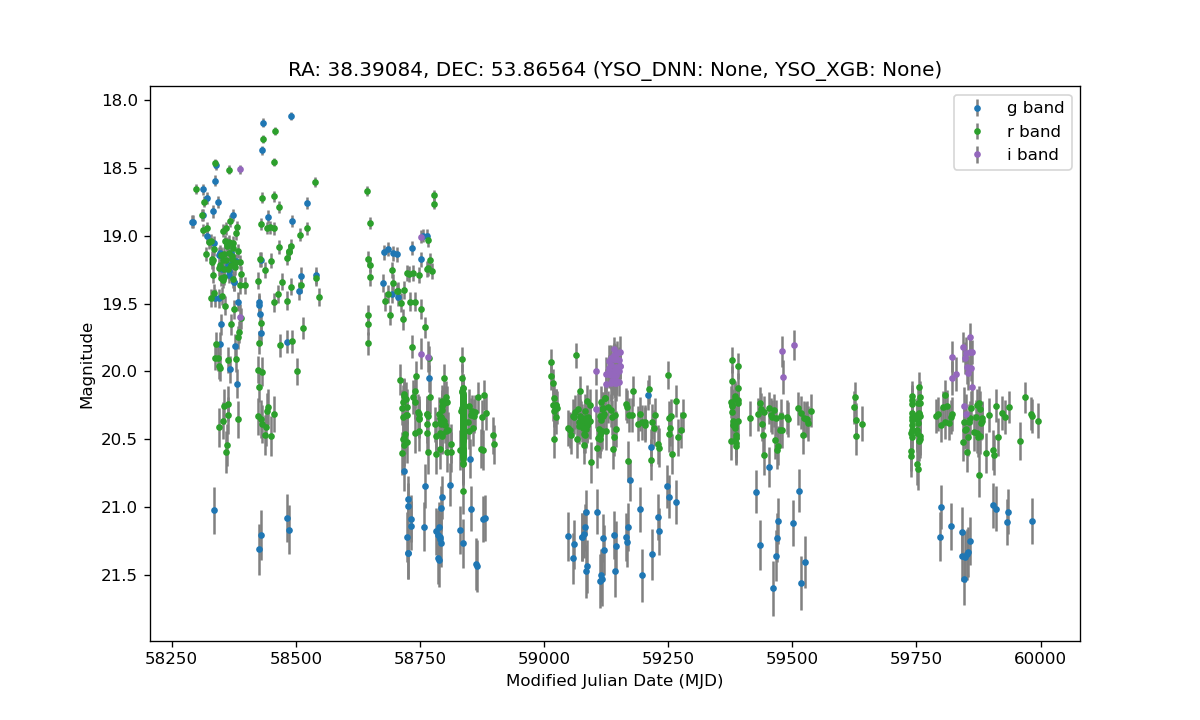 RA: 38.39084, DEC: 53.86564 (YSO_DNN: None, YSO_XGB: None)
g band
r band
i band
18.0
18.5
19.0
19.5
20.0
20.5
21.0
21.5
Magnitude
58250 58500 58750 59000 59250 59500 59750 60000
Modified Julian Date (MJD)